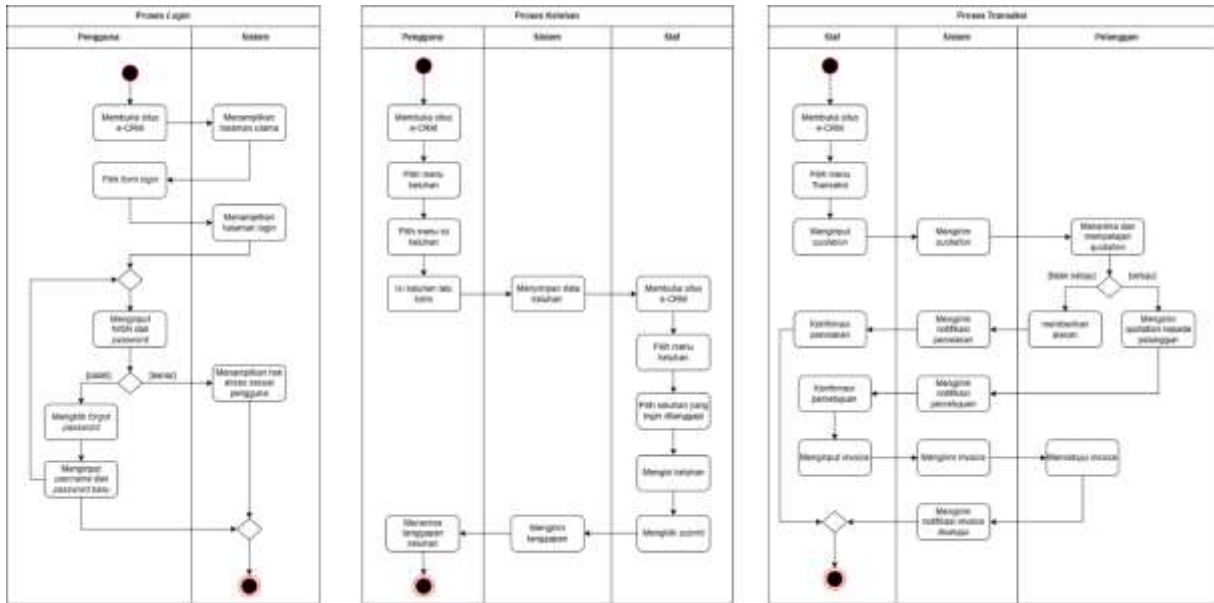 Proses Login
Pengguna
Sistem
Membuka situs
e-CRM
Menampilkan
halaman utama
Pilih form login
Menampilkan
halaman login
Menginput
password
[salah]
[benar]
Menampilkan hak
akses sesuai
pengguna
Mengklik forgot
password
Menginput
username dan
password baru
Proses Keluhan
Pengguna
Sistem
Staf
Membuka situs
e-CRM
Pilih menu
keluhan
Pilih menu isi
keluhan
Isi keluhan lalu
kirim
Menyimpan data
keluhan
Membuka situs
e-CRM
Pilih menu
keluhan
Pilih keluhan yang
ingin ditanggapi
keluhan
Mengklik submit
Mengirim
tanggapan
Menerima
tanggapan
keluhan
Proses Transaksi
Staf
Sistem
Pelanggan
Membuka situs
e-CRM
Pilih menu
Transaksi
Menginput
quotation
Mengirim
quotation
Menerima dan
mempelajari
quotation
[tidak setuju]
[setuju]
Konfirmasi
penolakan
Mengirim
notifikasi
penolakan
memberikan
alasan
Mengirim
quotation kepada
pelanggan
Konfirmasi
persetujuan
Mengirim
notifikasi
persetujuan
Menginput invoice
Mengirim invoice
Menyetujui invoice
Mengirim
notifikasi invoice
disetujui